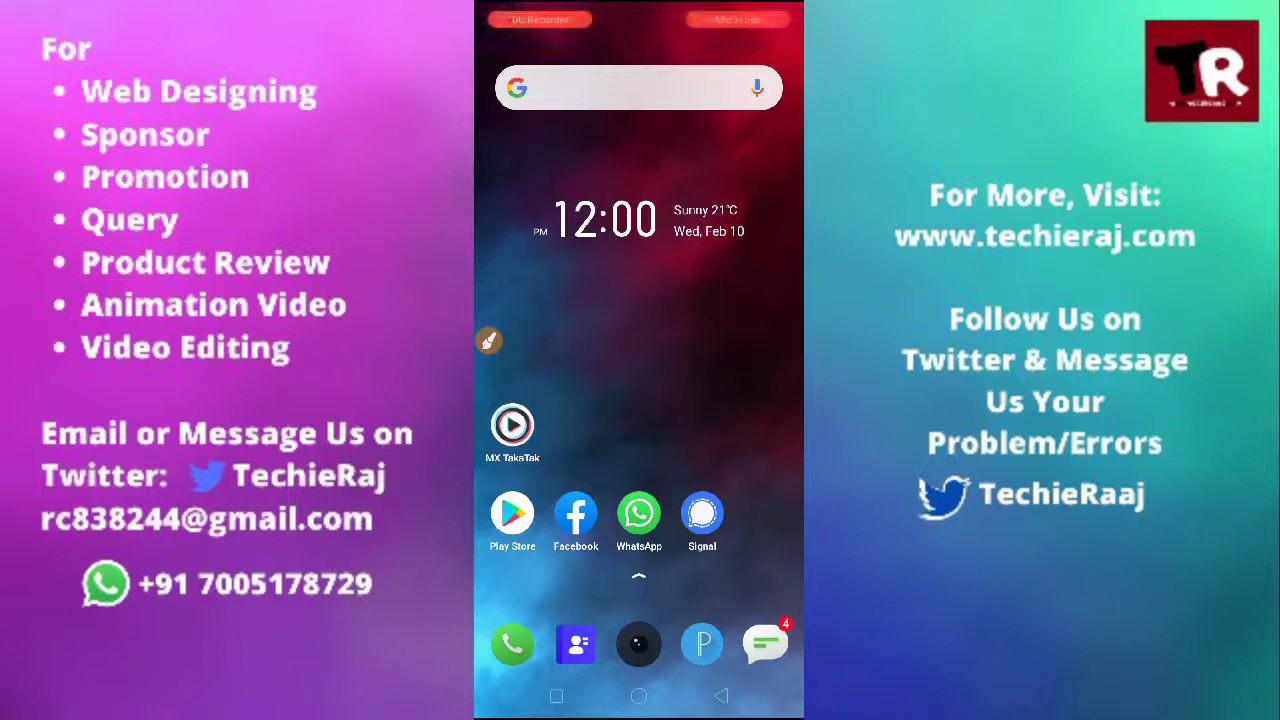 For
• Web Designing
• Sponsor
• Promotion
• Query
• Product Review
• Animation Video
• Video Editing
Email or Message Us on
Twitter: TechieRaj
rc838244@gmail.com
+91 7005178729
"DU Recorder"
Mic in use
PM 12:00
Sunny 21℃
Wed, Feb 10
MX TakaTak
Play Store
Facebook
WhatsApp
Signal
4
TR
For More, Visit:
www.techieraj.com
Follow Us on
Twitter & Message
Us Your
Problem/Errors
TechieRaaj